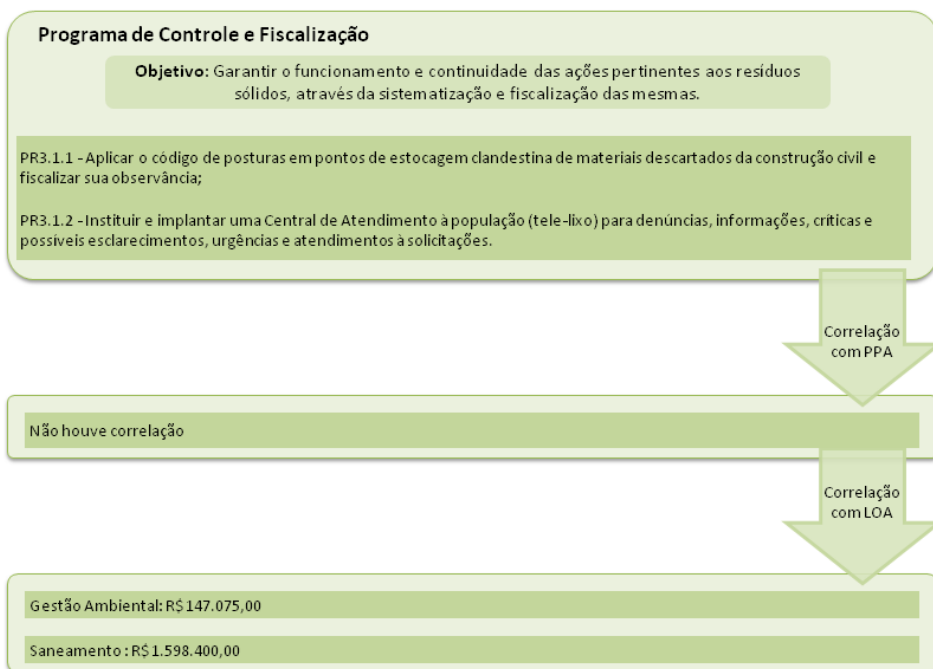 Programa de Controle e Fiscalização
Objetivo: Garantir o funcionamento e continuidade das ações pertinentes aos resíduos
sólidos, através da sistematização e fiscalização das mesmas.
PR3.1.1 - Aplicar o código de posturas em pontos de estocagem clandestina de materiais descartados da construção civil e
fiscalizar sua observância;
PR3.1.2 - Instituir e implantar uma Central de Atendimento à população (tele-lixo) para denúncias, informações, críticas e
possíveis esclarecimentos, urgências e atendimentos à solicitações.
Correlação
com PPA
Não houve correlação
Correlação
com LOA
Gestão Ambiental: R$ 147.075,00
Saneamento : R$ 1.598.400,00